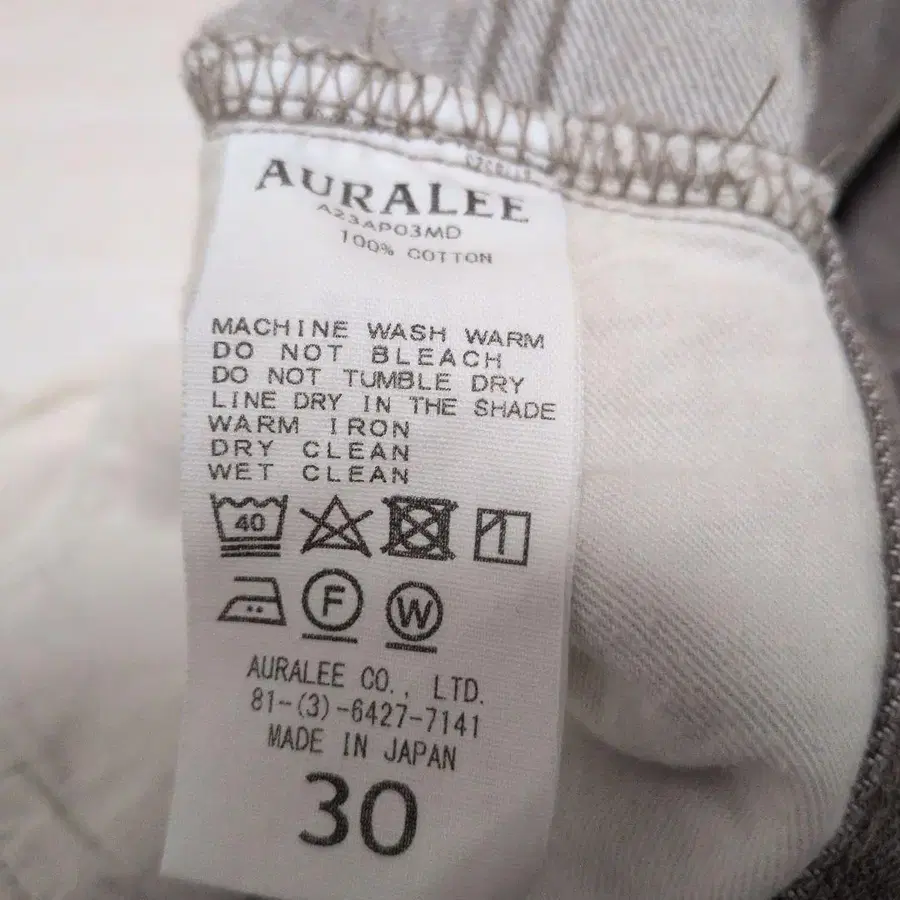 AURALEE
A23AP03MD
100% COTTON
MACHINE WASH WARM
DO NOT BLEACH
DO NOT TUMBLE DRY
LINE DRY IN THE SHADE
WARM IRON
DRY CLEAN
WET CLEAN
40
F
W
AURALEE CO., LTD.
81-(3)-6427-7141
MADE IN JAPAN
30